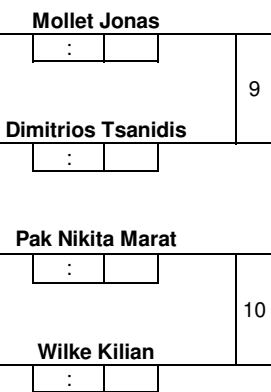 Mollet Jonas
:
9
Dimitrios Tsanidis
:
Pak Nikita Marat
:
10
Wilke Kilian
: